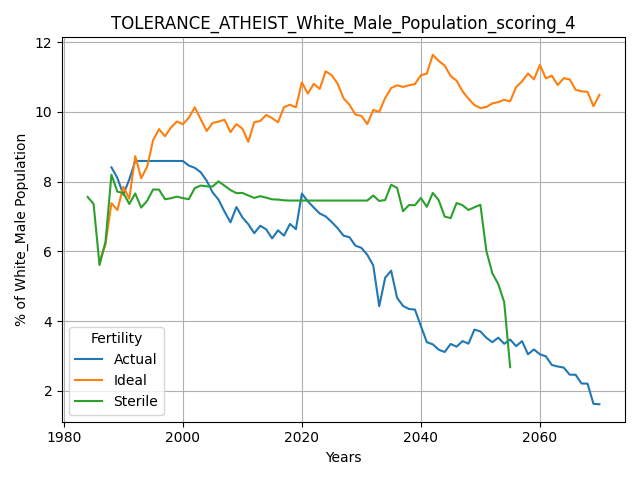 TOLERANCE_ATHEIST_White_Male_Population_scoring_4
% of White_Male Population
12
10
8
6
4
2
Fertility
Actual
Ideal
Sterile
1980
2000
2020
2040
2060
Years